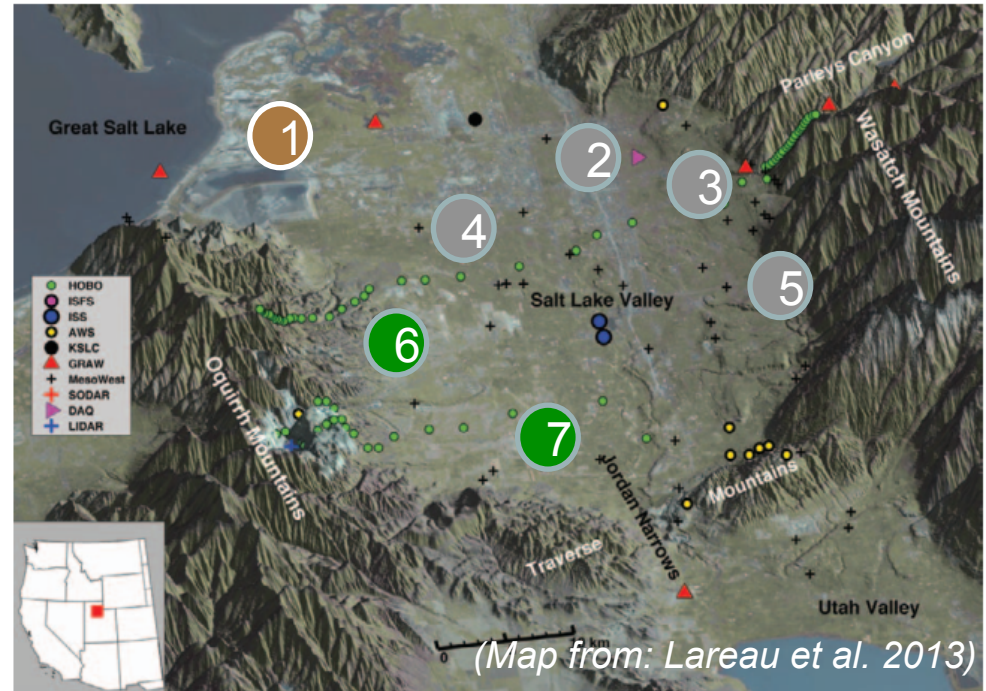 Parleys Canyon
Great Salt Lake
1
2
3
Wasatch Mountains
4
5
HOBO
ISFS
ISS
AWS
KSLC
GRAW
MesoWest
SODAR
DAQ
LIDAR
Salt Lake Valley
6
Oquirrh Mountains
7
Jordan Narrows
Mountains
Traverse
Utah Valley
0
km
(Map from: Lareau et al. 2013)